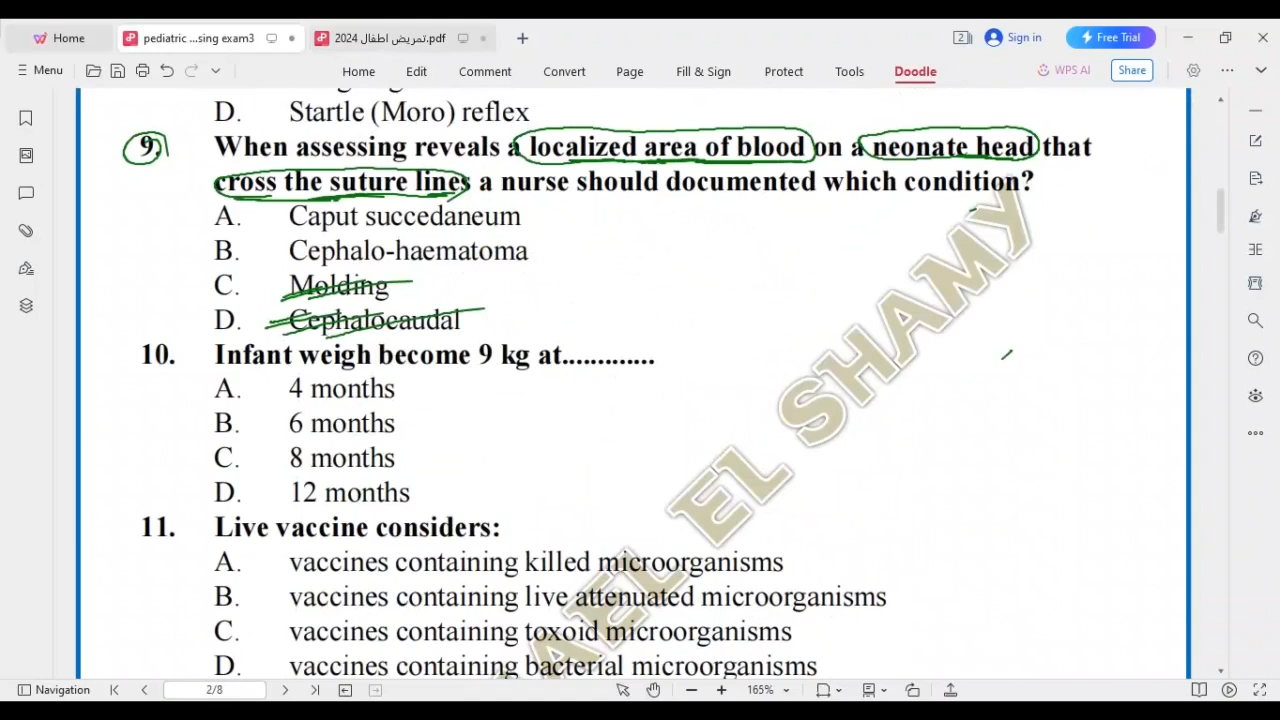 Home
pediatric ...sing exam3
تمريض اطفال 2024.pdf
Sign in
Free Trial
Menu
Home
Edit
Comment
Convert
Page
Fill & Sign
Protect
Tools
Doodle
WPS AI
Share
D. Startle (Moro) reflex
9. When assessing reveals a localized area of blood on a neonate head that
cross the suture lines a nurse should documented which condition?
A. Caput succedaneum
B. Cephalo-haematoma
C. Molding
D. Cephalocaudal
10. Infant weigh become 9 kg at.............
A. 4 months
B. 6 months
C. 8 months
D. 12 months
11. Live vaccine considers:
A. vaccines containing killed microorganisms
B. vaccines containing live attenuated microorganisms
C. vaccines containing toxoid microorganisms
D. vaccines containing bacterial microorganisms
AEL EL SHAMY
Navigation
2/8
165%